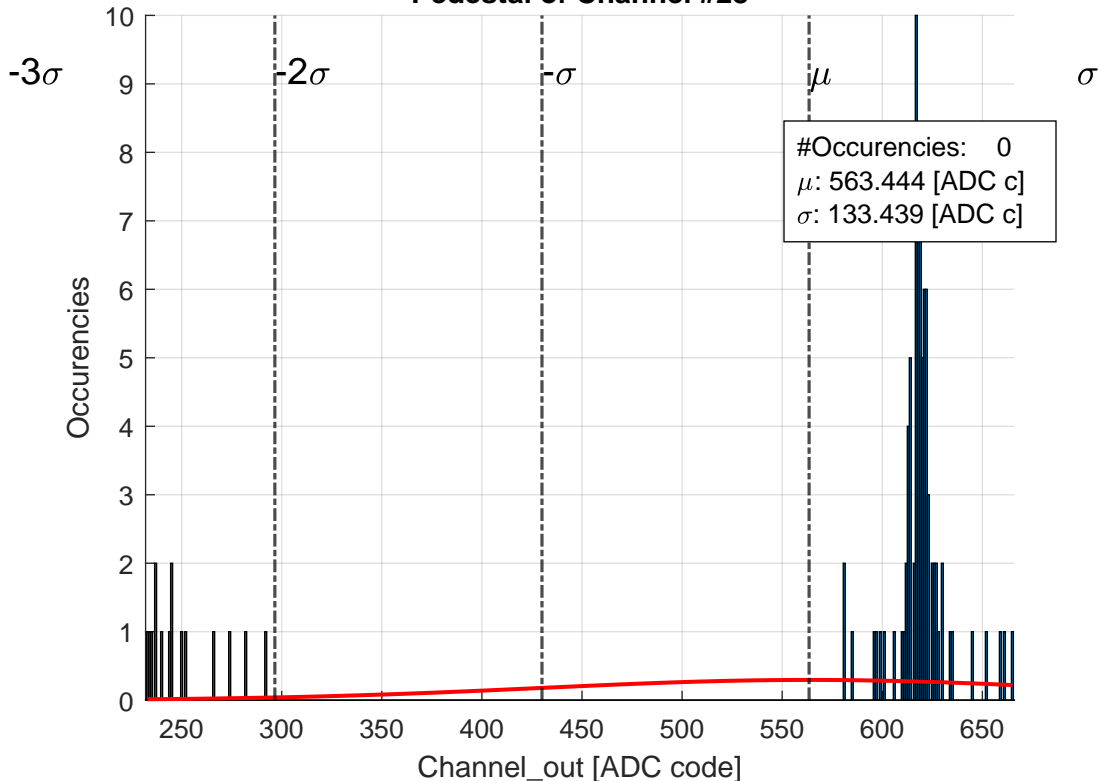 10
9
8
7
6
5
4
3
2
1
0
Occurencies
-3σ
-2σ
-σ
μ
σ
#Occurencies: 0
μ: 563.444 [ADC c]
σ: 133.439 [ADC c]
250 300 350 400 450 500 550 600 650
Channel_out [ADC code]